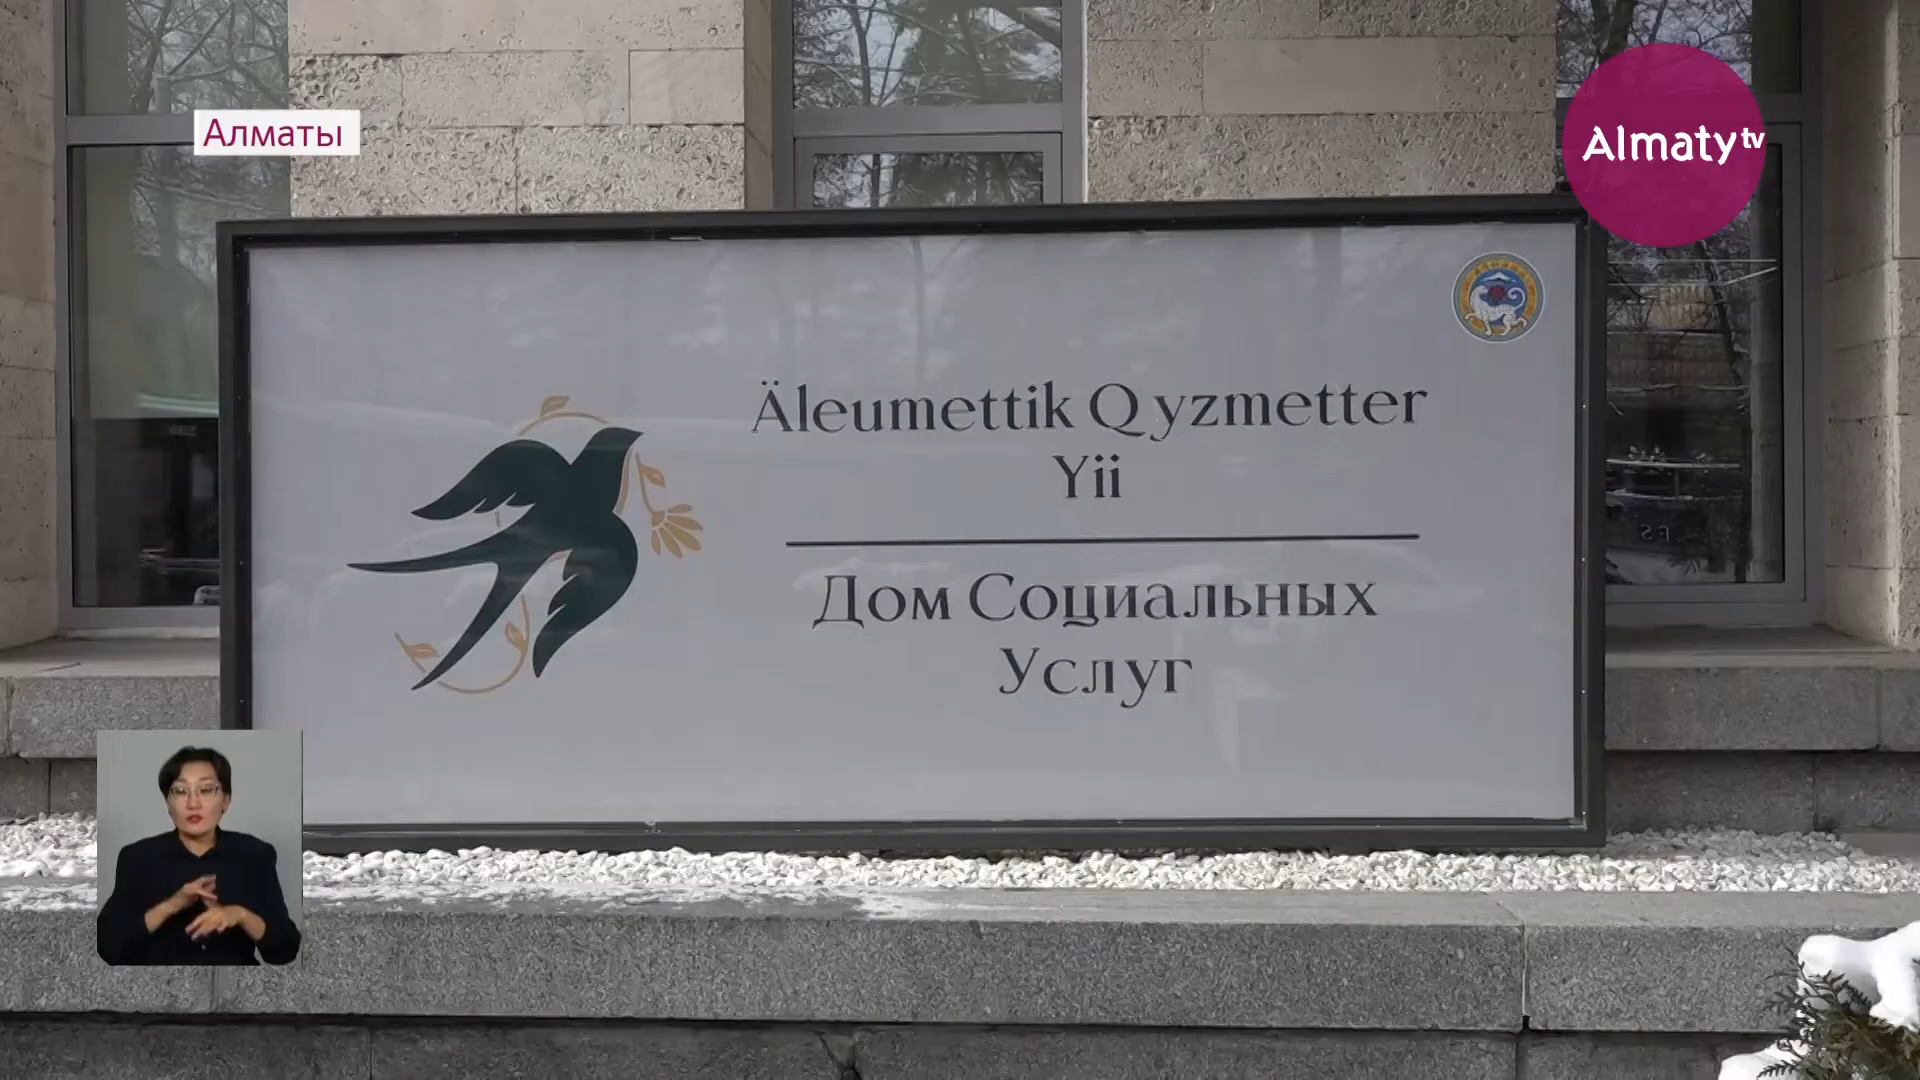 Алматы
Almaty tv
Äleumettik Qyzmetter
Yii
Дом Социальных
Услуг